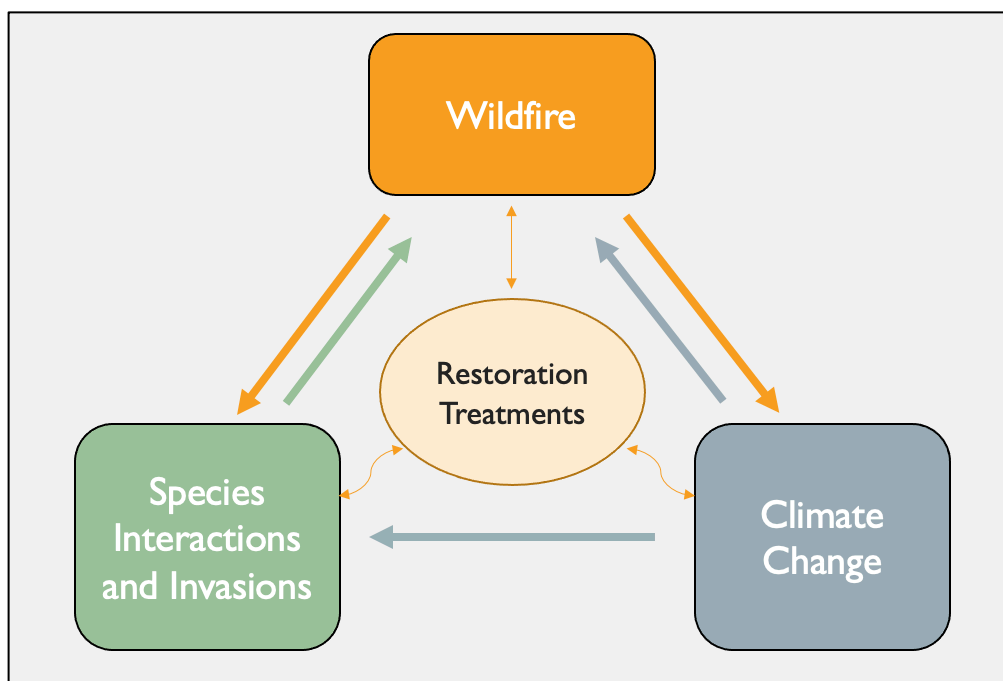 Wildfire
Restoration
Treatments
Species
Interactions
and Invasions
Climate
Change